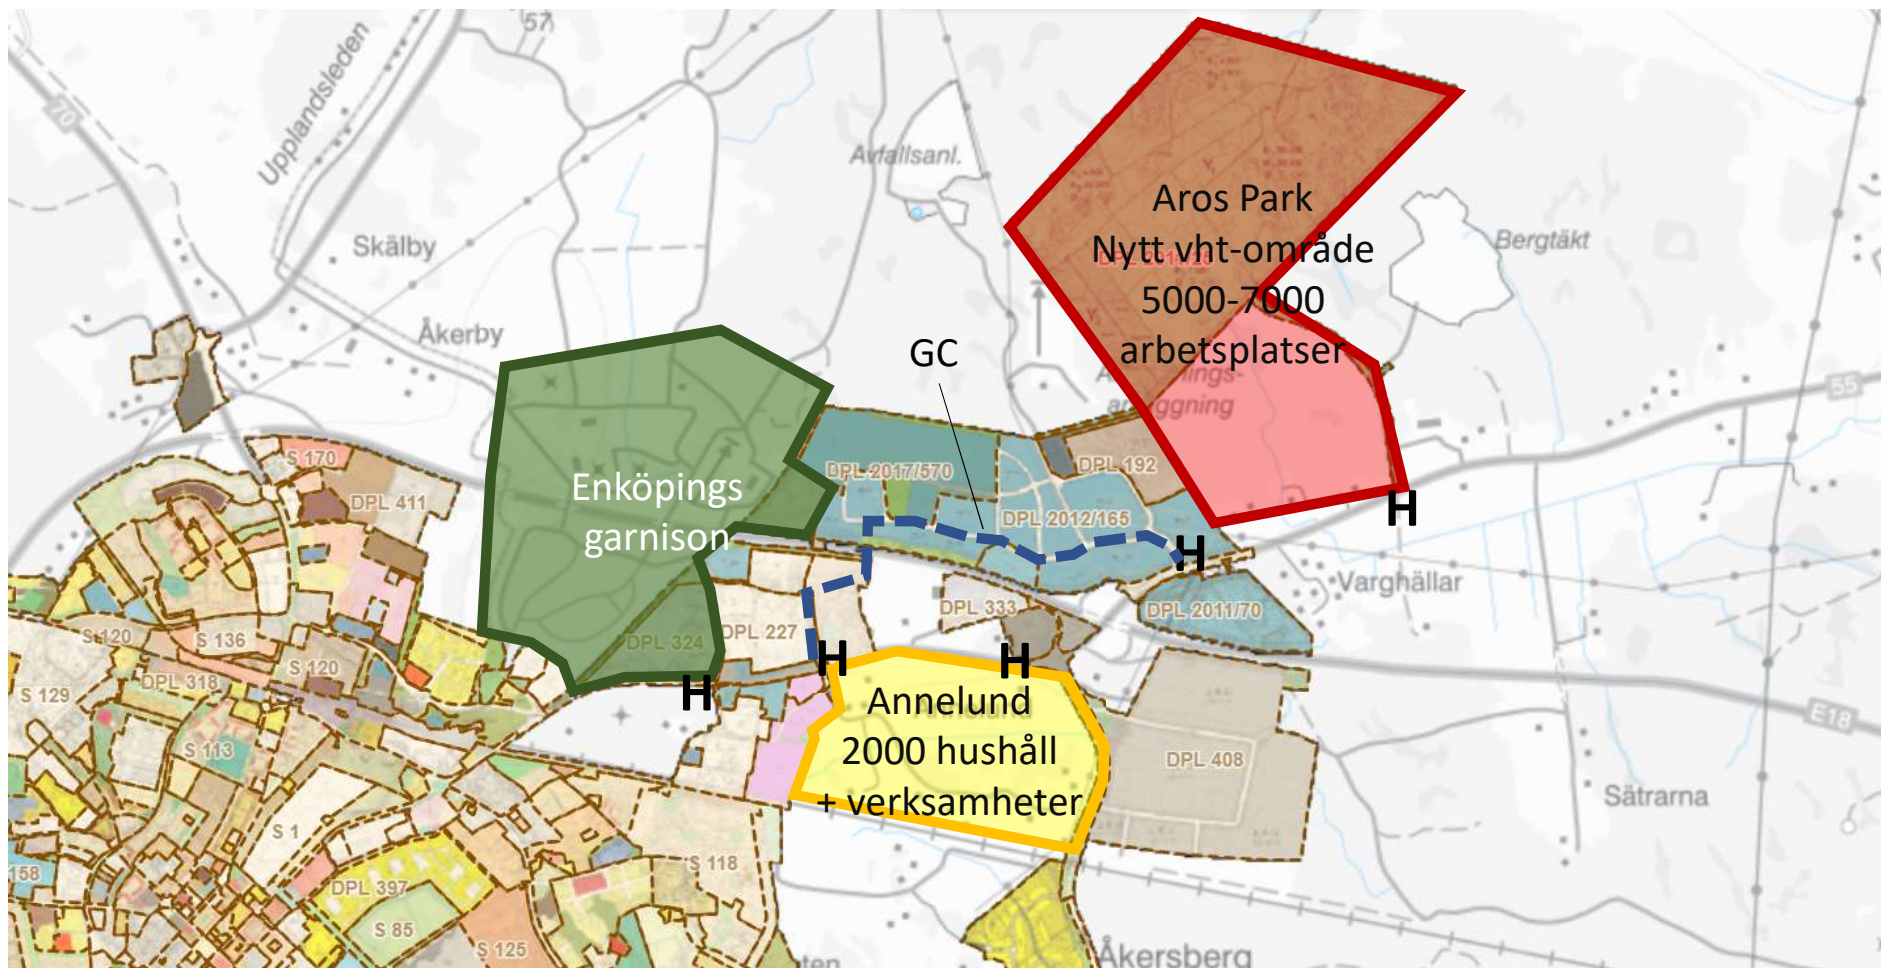 57
70
Upplandsleden
Avfallsanl.
Skälby
Aros Park
Nytt vht-område
5000-7000
arbetsplatser
Bergtäkt
Åkerby
GC
55
S 170
DPL 411
Enköpings
garnison
DPL 2017/570
DPL 192
DPL 2012/165
H
H
Varghällar
DPL 333
DPL 2011/70
S 120
S 136
S 120
DPL 324
DPL 227
S 129
DPL 318
H
H
H
Annelund
2000 hushåll
+ verksamheter
E18
S 113
DPL 408
Sätrarna
S 1
S 118
158
DPL 397
S 85
S 125
Åkersberg